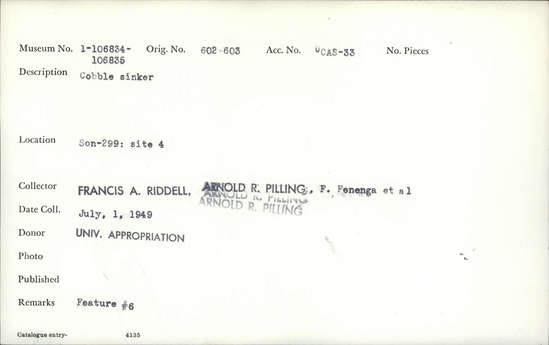 Museum No. 1-106834- Orig. No. 602-603 Acc. No. UCAS-33 No. Pieces
106835
Description Cobble sinker
Location Son-299: site 4
Collector FRANCIS A. RIDDELL, ARNOLD R. PILLING, F. Fenenga et al
ARNOLD R. PILLING
ARNOLD R. PILLING
Date Coll. July, 1, 1949
Donor UNIV. APPROPRIATION
Photo
Published
Remarks Feature #6
Catalogue entry- 4135